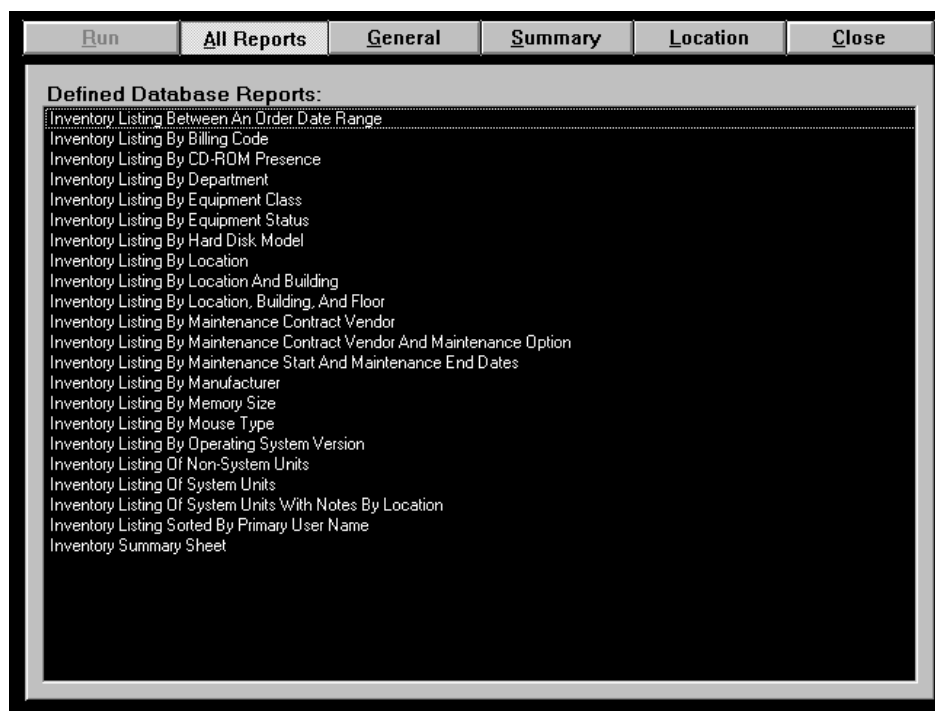 Run All Reports General Summary Location Close
Defined Database Reports:
Inventory Listing Between An Order Date Range
Inventory Listing By Billing Code
Inventory Listing By CD-ROM Presence
Inventory Listing By Department
Inventory Listing By Equipment Class
Inventory Listing By Equipment Status
Inventory Listing By Hard Disk Model
Inventory Listing By Location
Inventory Listing By Location And Building
Inventory Listing By Location, Building, And Floor
Inventory Listing By Maintenance Contract Vendor
Inventory Listing By Maintenance Contract Vendor And Maintenance Option
Inventory Listing By Maintenance Start And Maintenance End Dates
Inventory Listing By Manufacturer
Inventory Listing By Memory Size
Inventory Listing By Mouse Type
Inventory Listing By Operating System Version
Inventory Listing Of Non-System Units
Inventory Listing Of System Units
Inventory Listing Of System Units With Notes By Location
Inventory Listing Sorted By Primary User Name
Inventory Summary Sheet